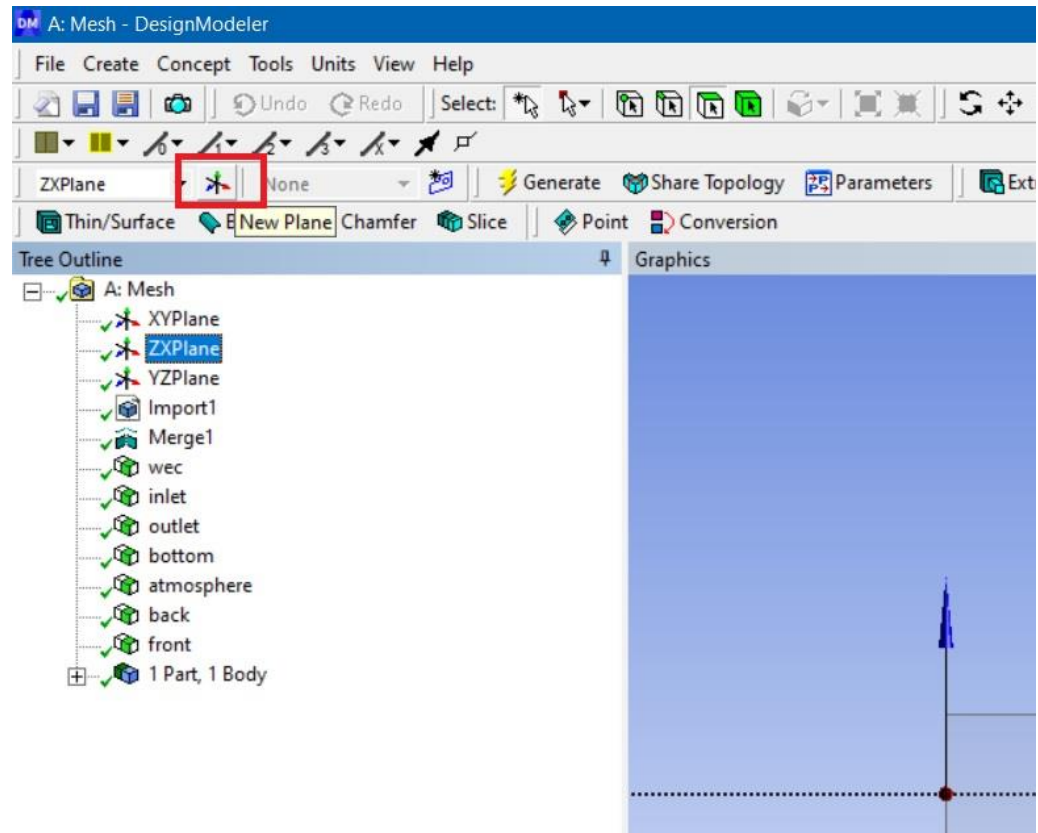 DM A: Mesh - DesignModeler
File Create Concept Tools Units View Help
Undo Redo Select:
ZXPlane None Generate Share Topology Parameters
Thin/Surface New Plane Chamfer Slice Point Conversion
Tree Outline Graphics
A: Mesh
XYPlane
ZXPlane
YZPlane
Import1
Merge1
wec
inlet
outlet
bottom
atmosphere
back
front
1 Part, 1 Body